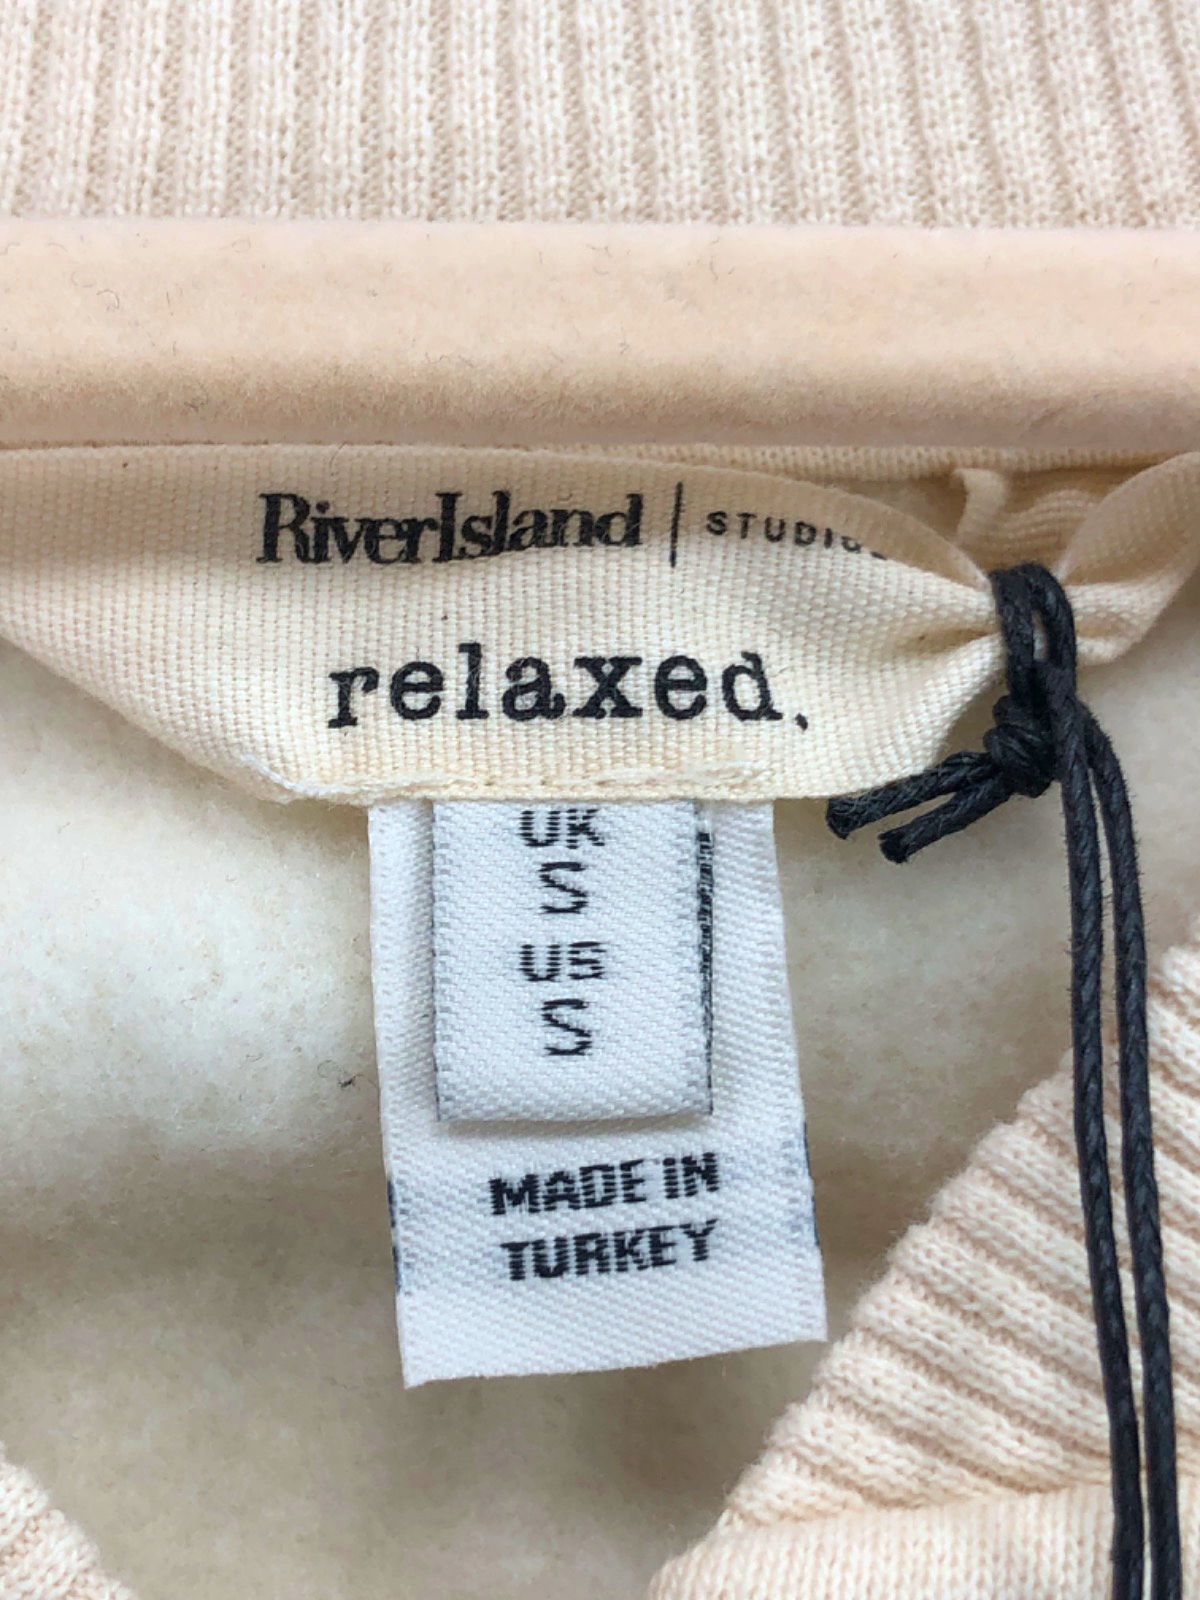 RiverIsland | STUDIO
relaxed.
UK
S
US
S
MADE IN
TURKEY